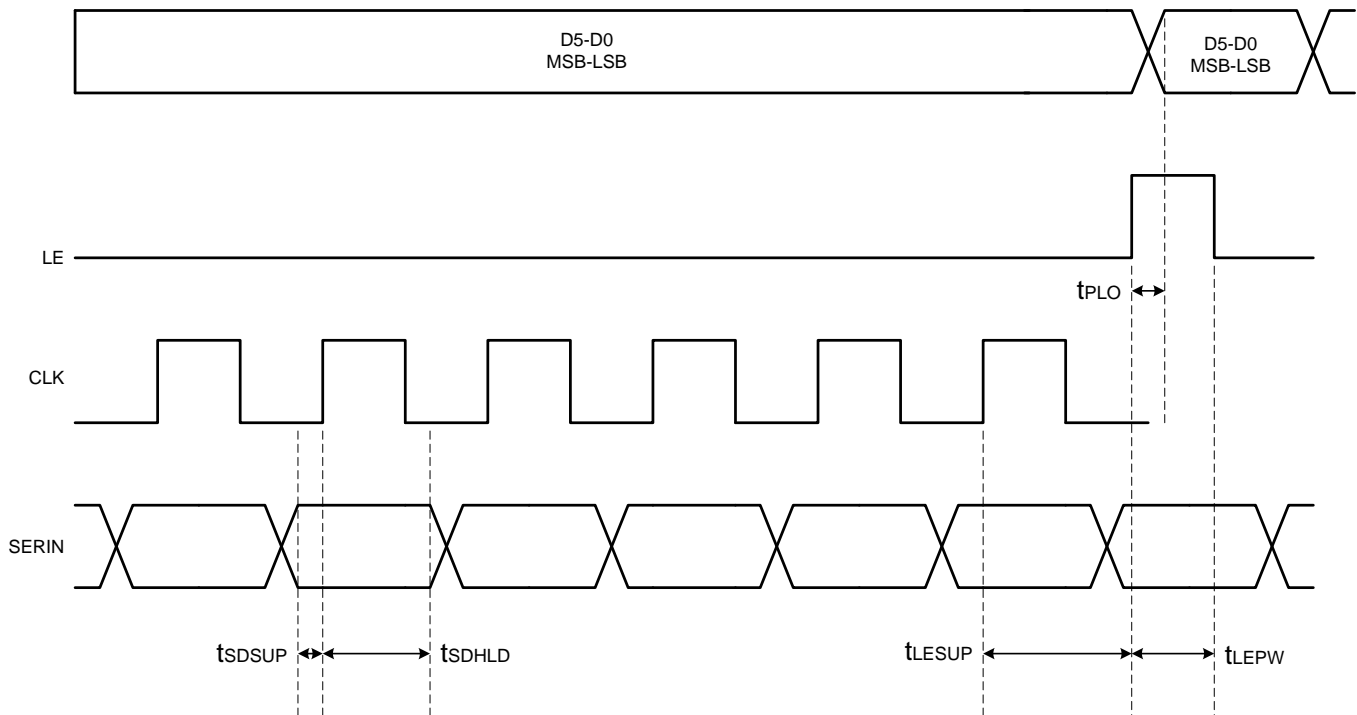 D5-D0
MSB-LSB
D5-D0
MSB-LSB
LE
tPLO
CLK
SERIN
tSDSUP
tSDHLD
tLESUP
tLEPW